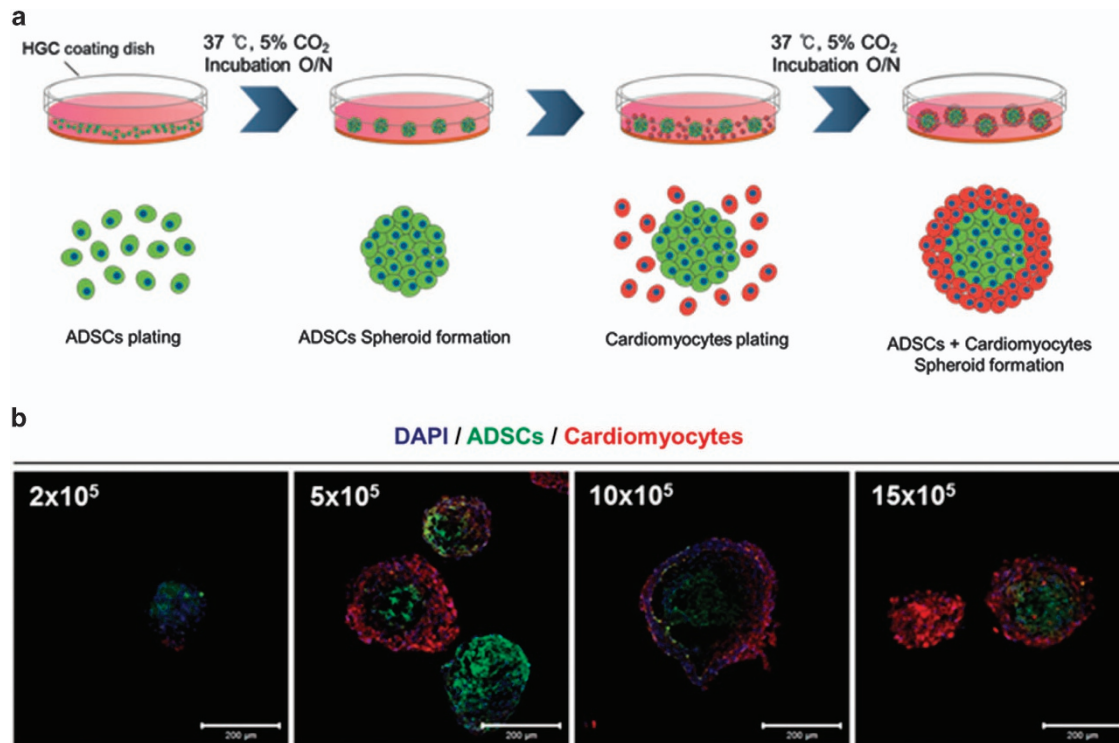 a
HGC coating dish
37 ℃, 5% CO₂
Incubation O/N
37 ℃, 5% CO₂
Incubation O/N
ADSCs plating
ADSCs Spheroid formation
Cardiomyocytes plating
ADSCs + Cardiomyocytes
Spheroid formation
b
DAPI / ADSCs / Cardiomyocytes
2x10⁵
5x10⁵
10x10⁵
15x10⁵
200 µm
200 µm
200 µm
200 µm